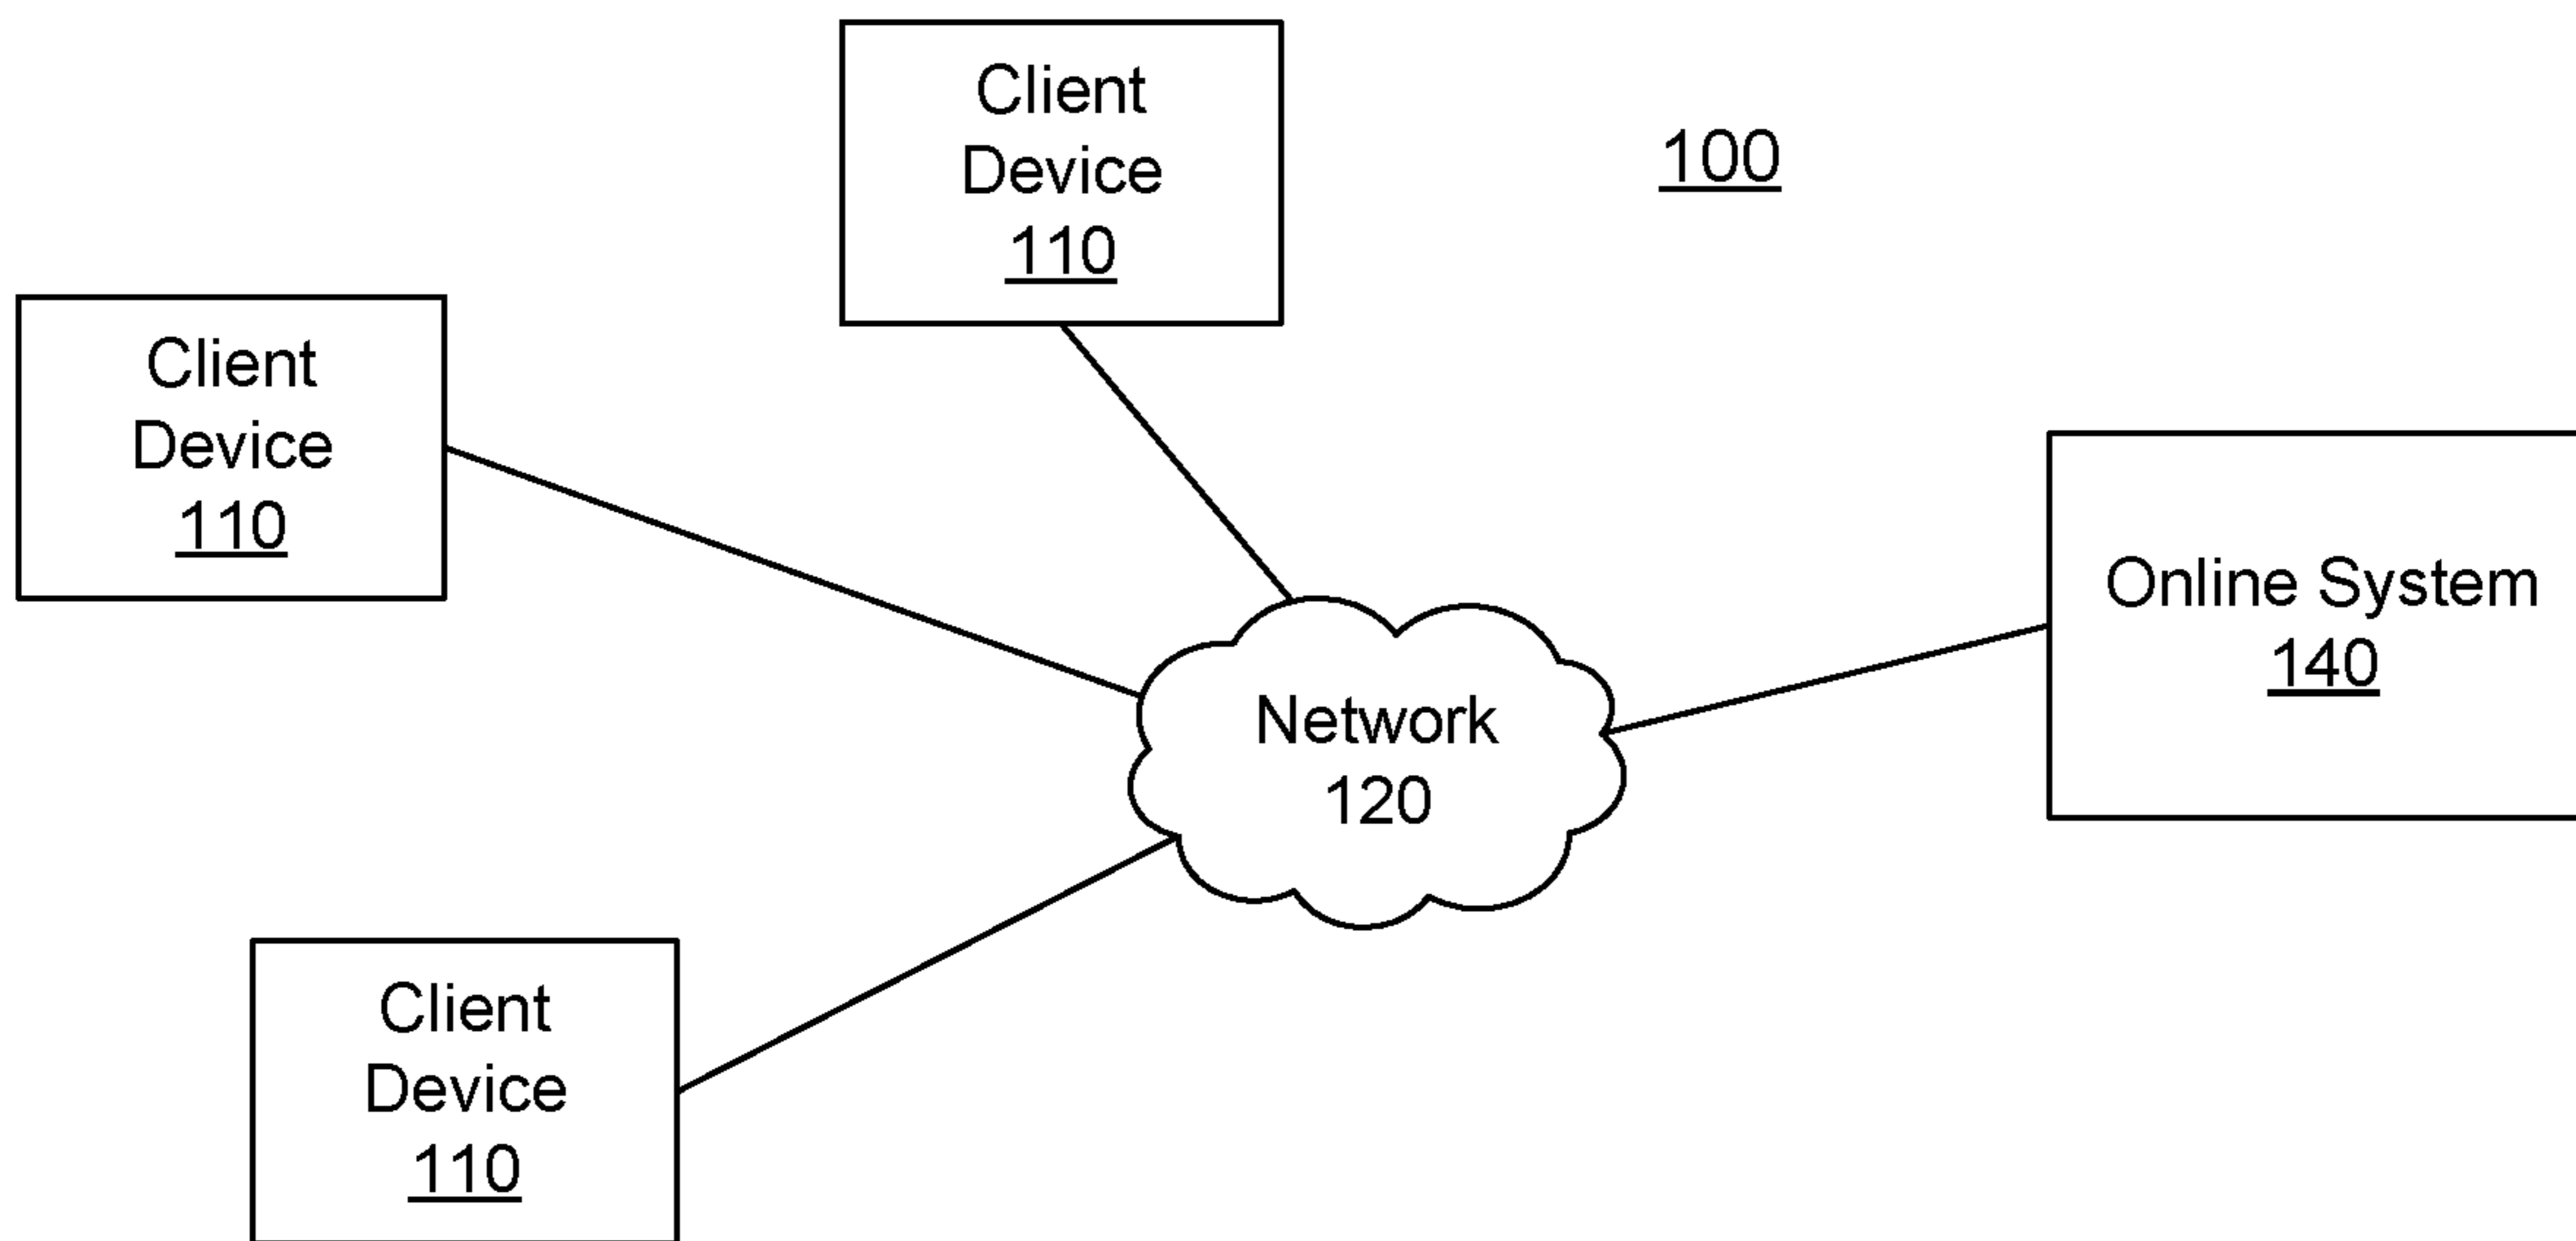 Client
Device
110
100
Client
Device
110
Online System
140
Network
120
Client
Device
110